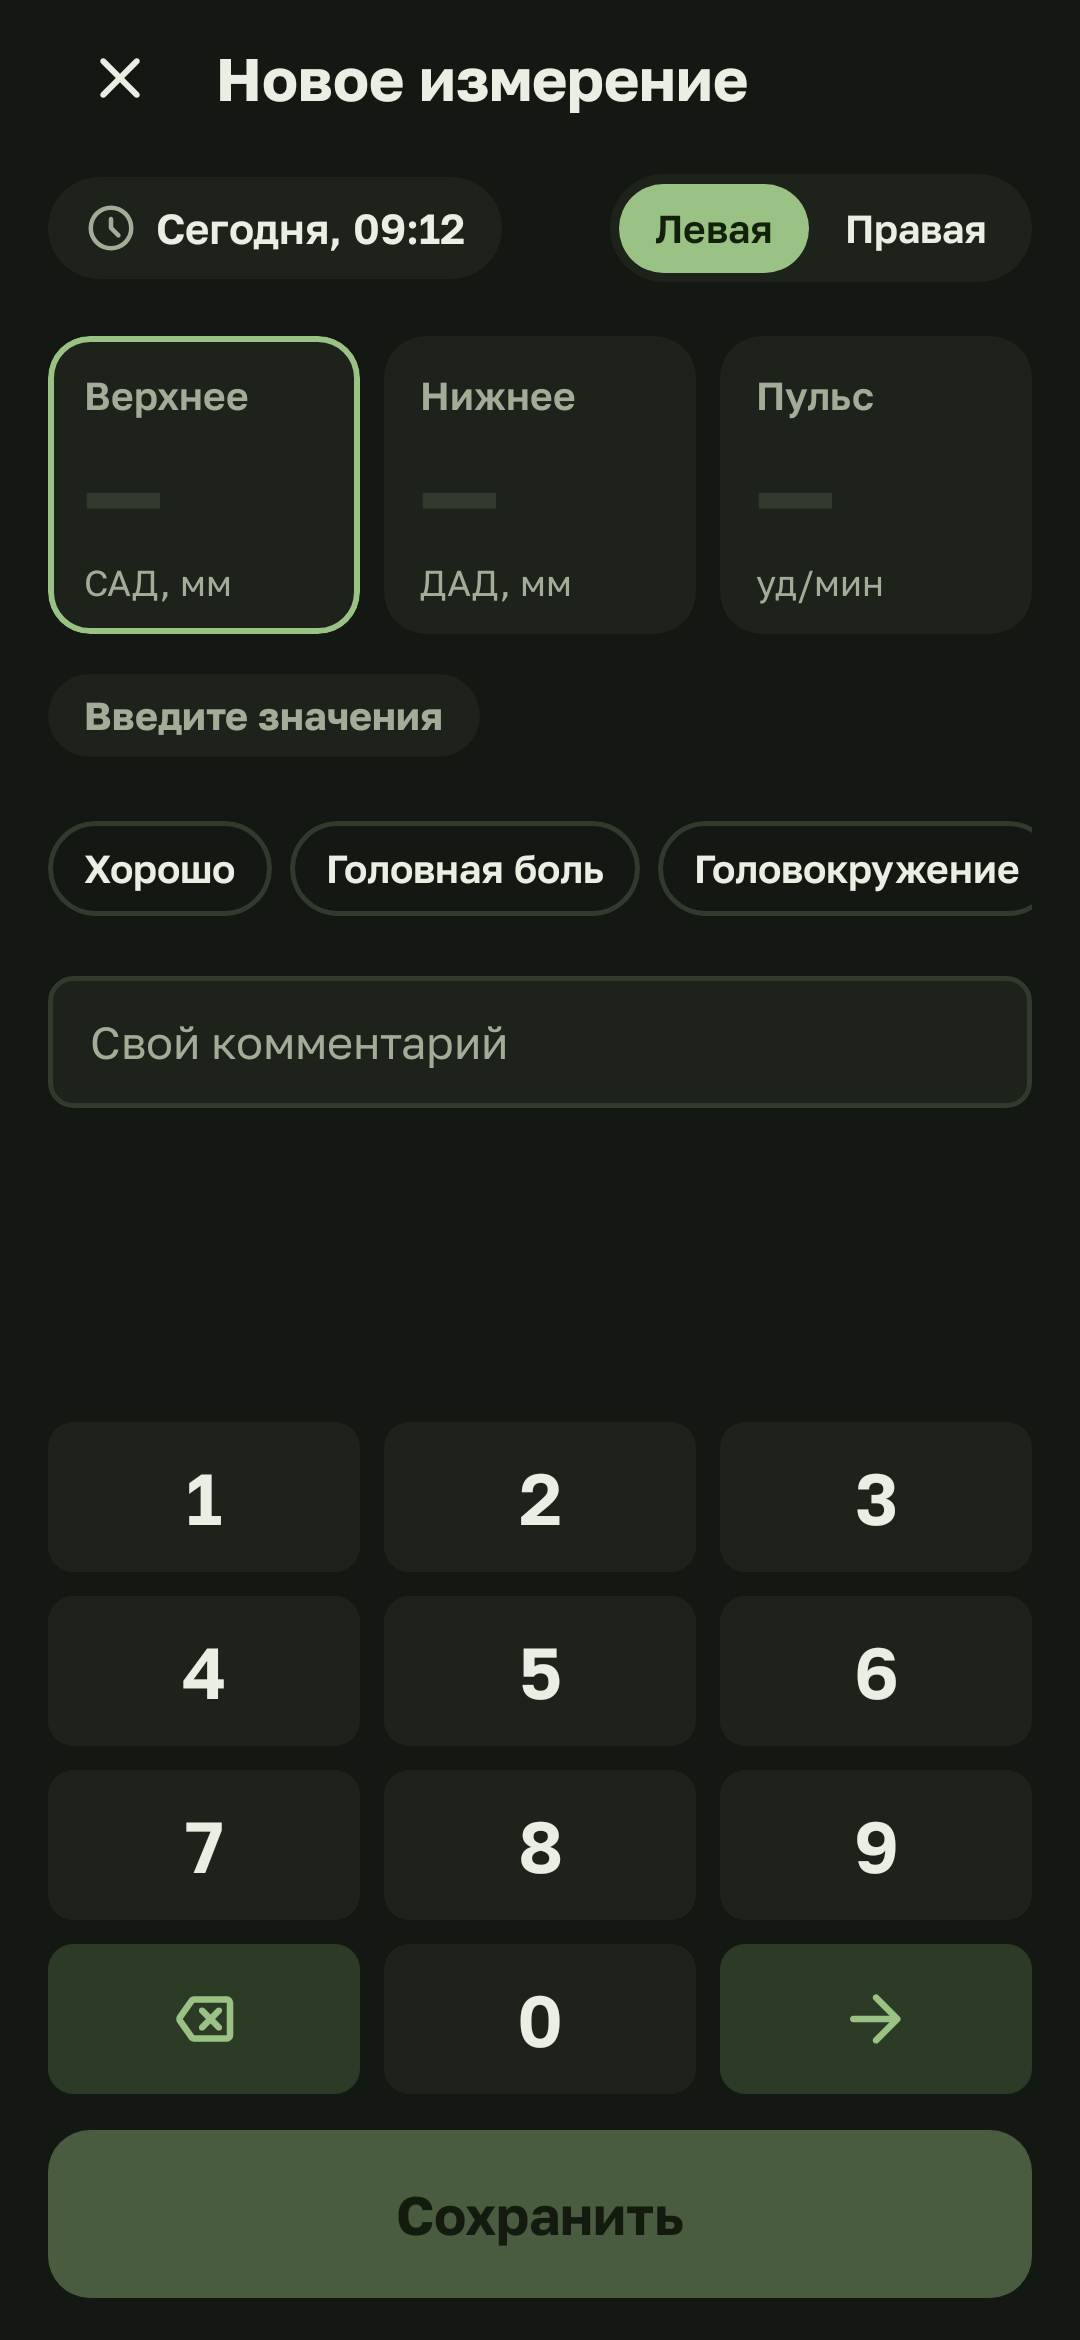 Новое измерение
Сегодня, 09:12
Левая Правая
Верхнее Нижнее Пульс
— — —
САД, мм ДАД, мм уд/мин
Введите значения
Хорошо Головная боль Головокружение
Свой комментарий
1 2 3
4 5 6
7 8 9
0
Сохранить